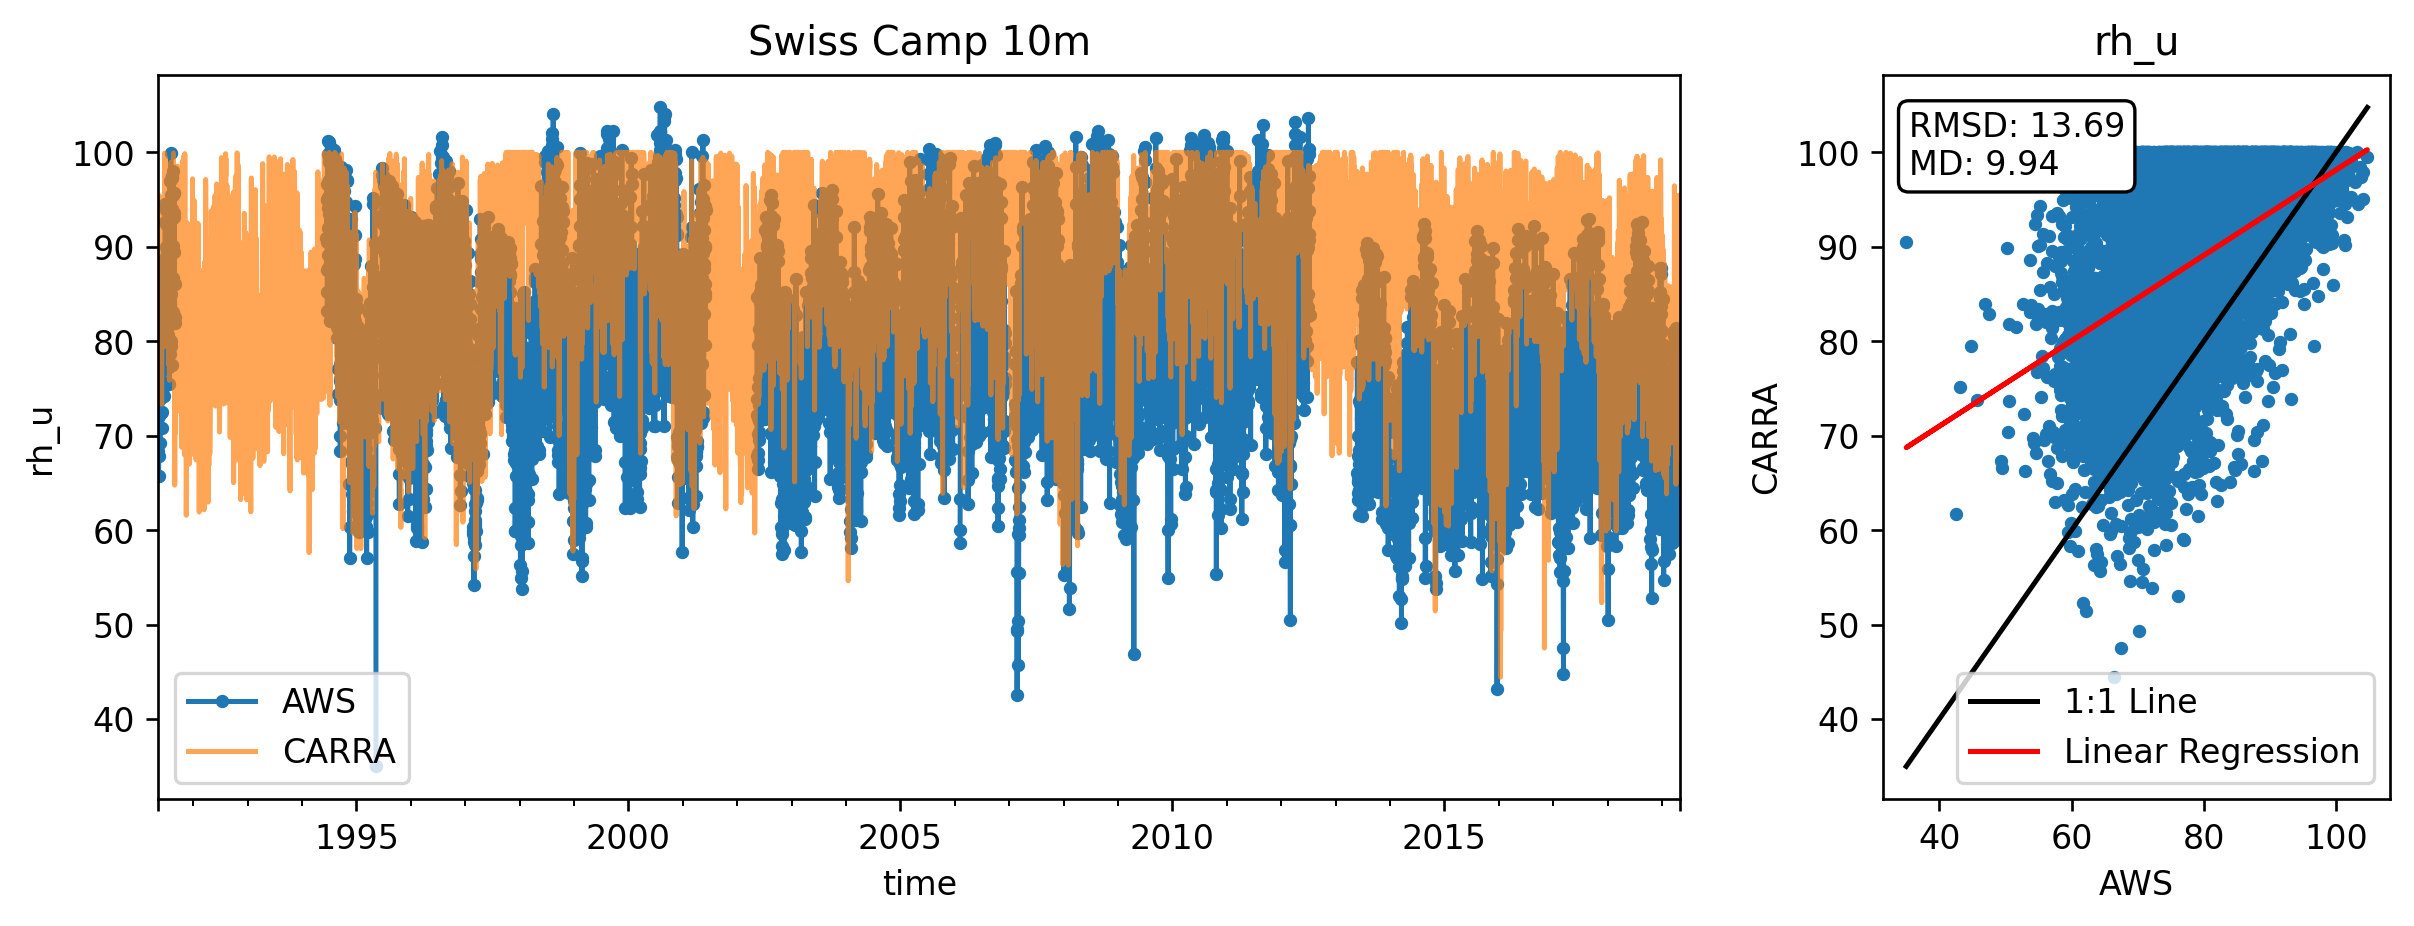 Swiss Camp 10m
rh_u
100
90
80
70
60
50
40
AWS
CARRA
1995
2000
2005
2010
2015
time
rh_u
CARRA
100
90
80
70
60
50
40
RMSD: 13.69
MD: 9.94
1:1 Line
Linear Regression
40
60
80
100
AWS